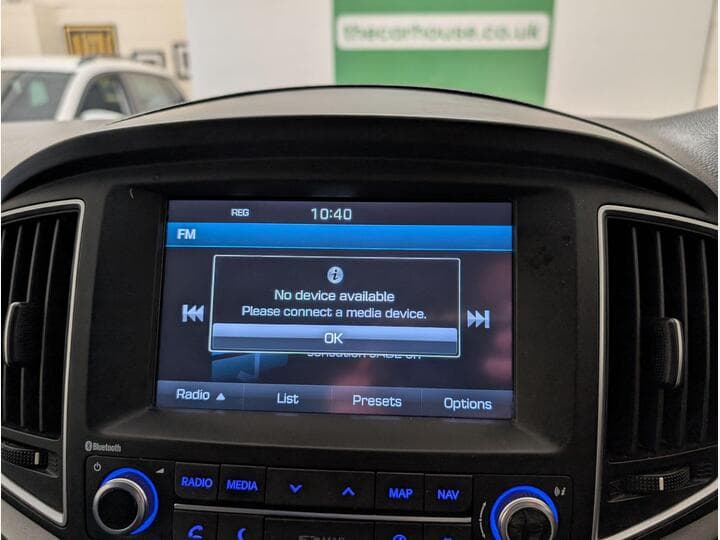 thecarhouse.co.uk
REG 10:40
FM
No device available
Please connect a media device.
OK
Radio List Presets Options
Bluetooth
RADIO MEDIA MAP NAV